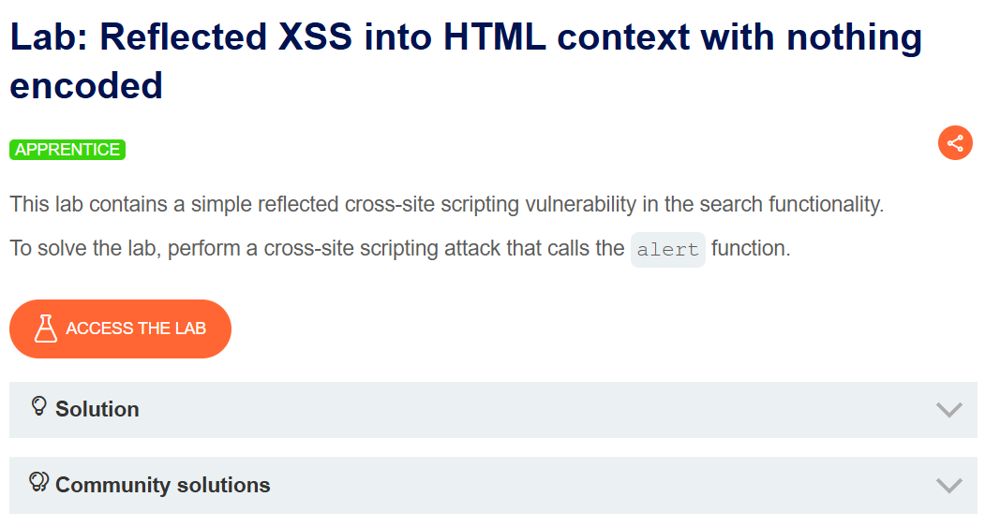 Lab: Reflected XSS into HTML context with nothing
encoded
APPRENTICE
This lab contains a simple reflected cross-site scripting vulnerability in the search functionality.
To solve the lab, perform a cross-site scripting attack that calls the alert function.
ACCESS THE LAB
Solution
Community solutions